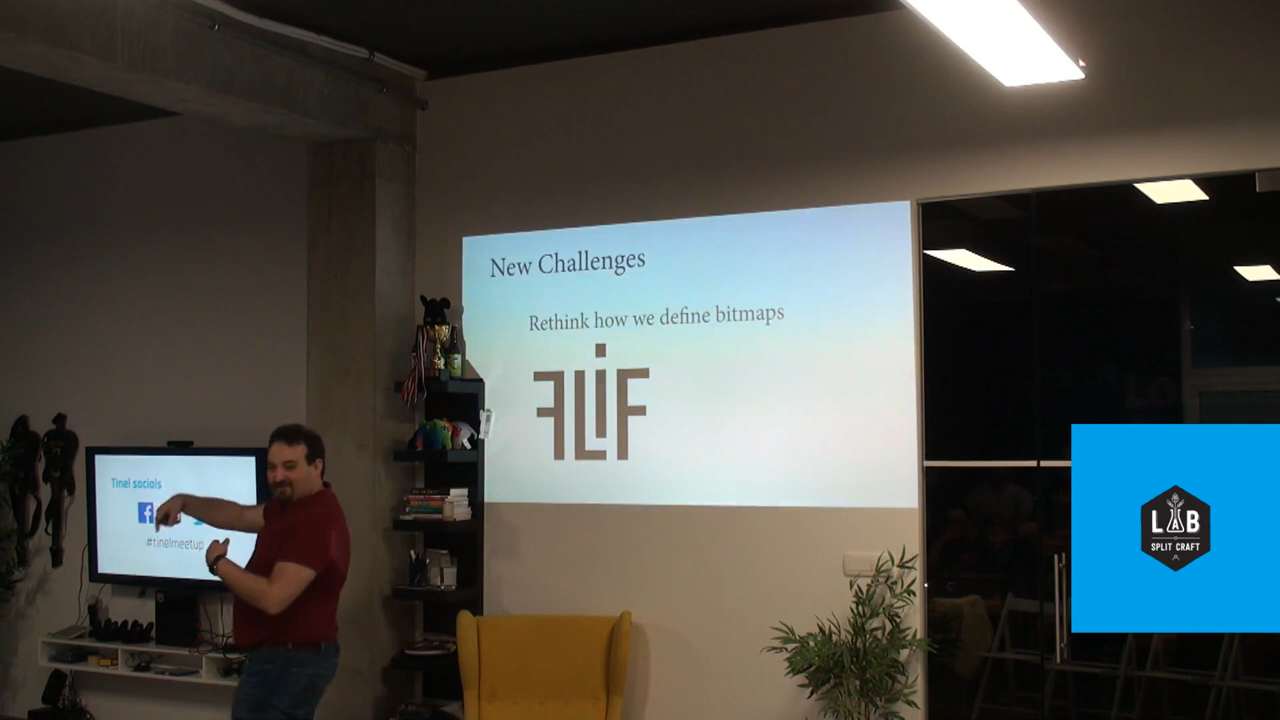 New Challenges
Rethink how we define bitmaps
FLiF
Tinel socials
#tinelmeetup
LAB
SPLIT CRAFT